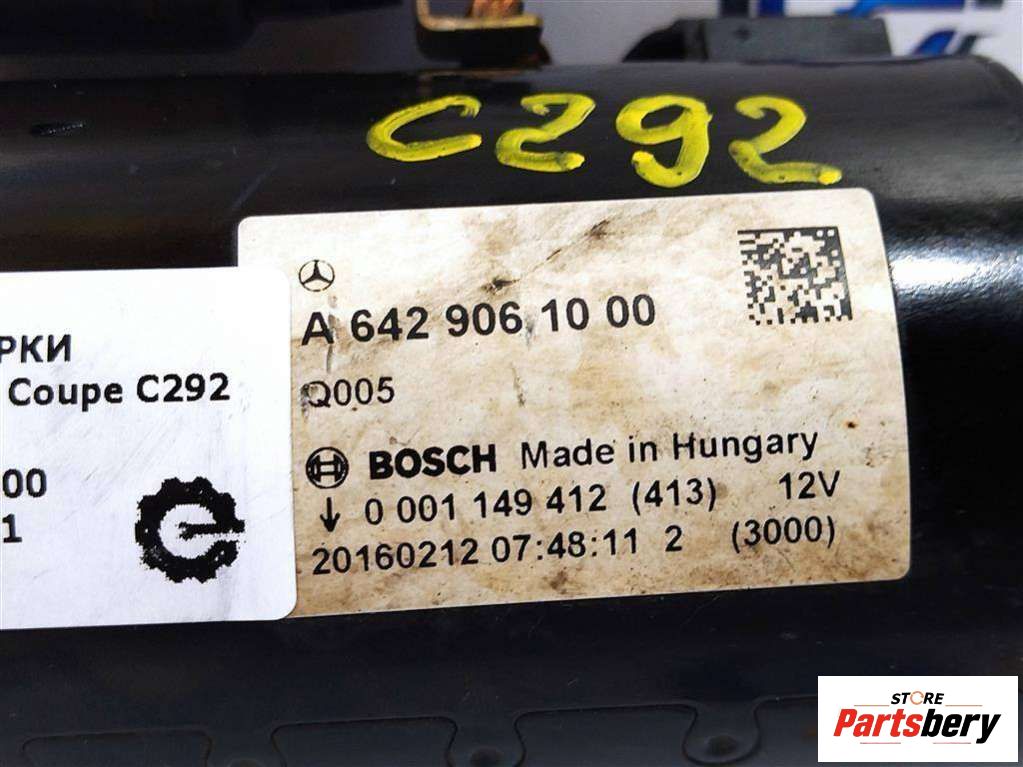 C292
A 642 906 10 00
Q005
BOSCH Made in Hungary
0 001 149 412 (413) 12V
20160212 07:48:11 2 (3000)
РКИ
Coupe C292
00
1
STORE
Partsbery